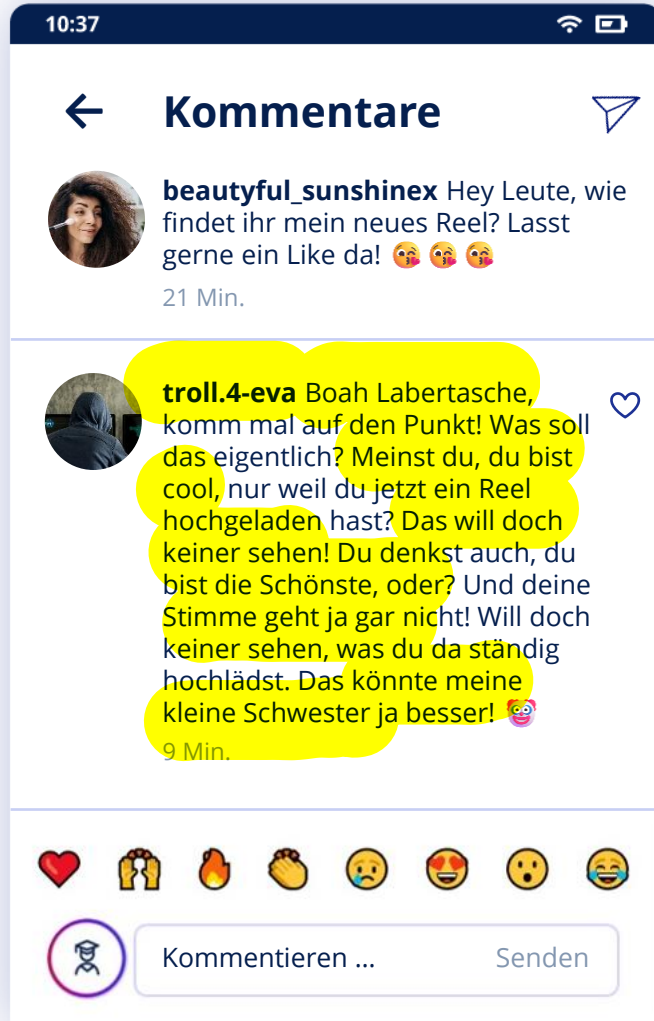 10:37
Kommentare
beautyful_sunshinex Hey Leute, wie
findet ihr mein neues Reel? Lasst
gerne ein Like da! 😘 😘 😘
21 Min.
troll.4-eva Boah Labertasche,
komm mal auf den Punkt! Was soll
das eigentlich? Meinst du, du bist
cool, nur weil du jetzt ein Reel
hochgeladen hast? Das will doch
keiner sehen! Du denkst auch, du
bist die Schönste, oder? Und deine
Stimme geht ja gar nicht! Will doch
keiner sehen, was du da ständig
hochlädst. Das könnte meine
kleine Schwester ja besser! 🤡
9 Min.
Kommentieren ...
Senden